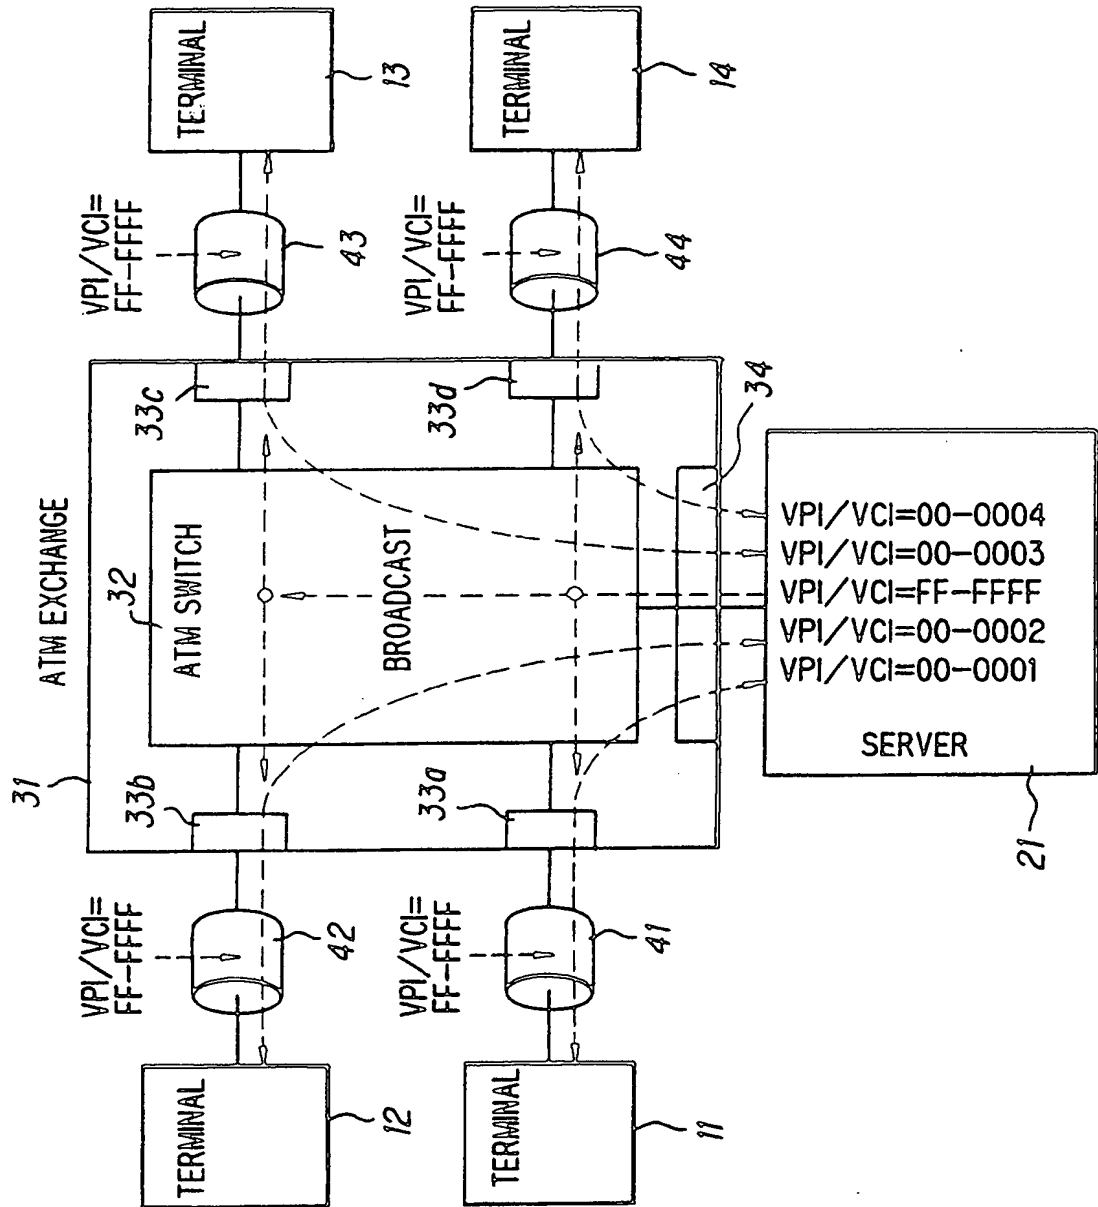 ATM EXCHANGE
31
32
ATM SWITCH
BROADCAST
33b
33a
33c
33d
34
VPI/VCI=
FF-FFFF
42
VPI/VCI=
FF-FFFF
41
VPI/VCI=
FF-FFFF
43
VPI/VCI=
FF-FFFF
44
TERMINAL
12
TERMINAL
11
TERMINAL
13
TERMINAL
14
VPI/VCI=00-0004
VPI/VCI=00-0003
VPI/VCI=FF-FFFF
VPI/VCI=00-0002
VPI/VCI=00-0001
SERVER
21